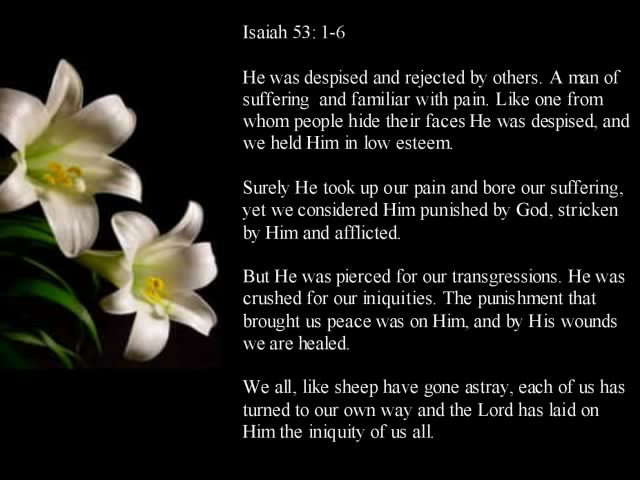 Isaiah 53: 1-6
He was despised and rejected by others. A man of
suffering and familiar with pain. Like one from
whom people hide their faces He was despised, and
we held Him in low esteem.
Surely He took up our pain and bore our suffering,
yet we considered Him punished by God, stricken
by Him and afflicted.
But He was pierced for our transgressions. He was
crushed for our iniquities. The punishment that
brought us peace was on Him, and by His wounds
we are healed.
We all, like sheep have gone astray, each of us has
turned to our own way and the Lord has laid on
Him the iniquity of us all.